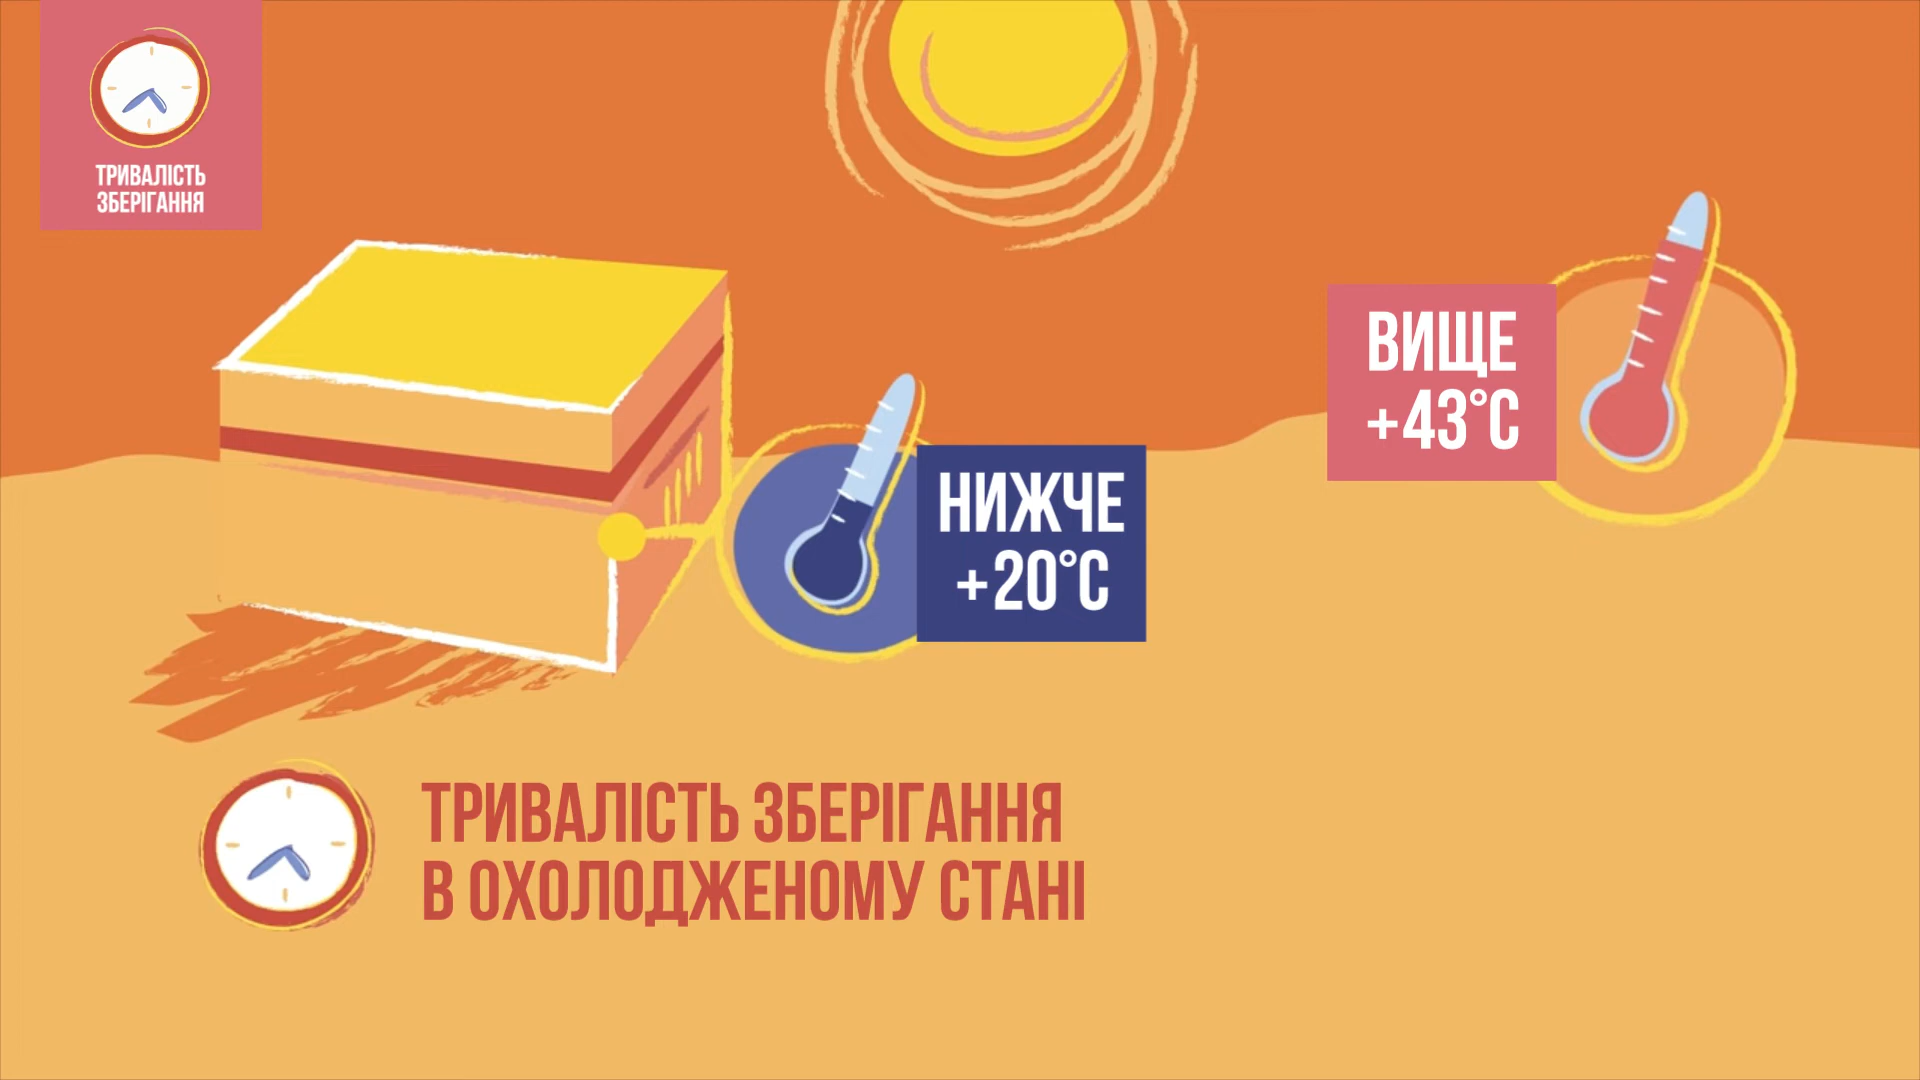 ТРИВАЛІСТЬ
ЗБЕРІГАННЯ
ВИЩЕ
+43°С
НИЖЧЕ
+20°С
ТРИВАЛІСТЬ ЗБЕРІГАННЯ
В ОХОЛОДЖЕНОМУ СТАНІ